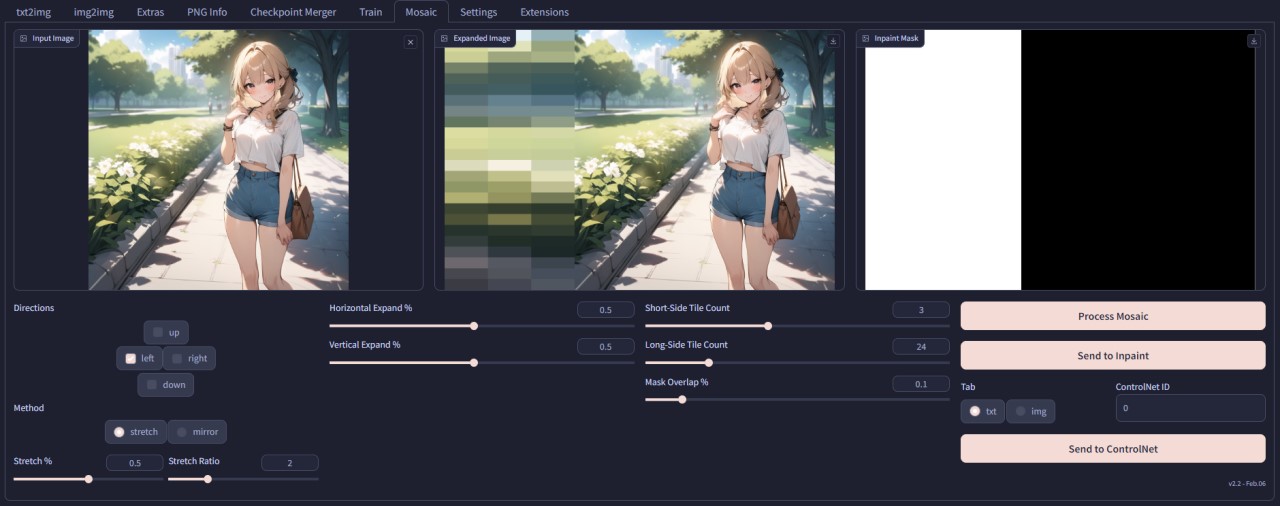 txt2img img2img Extras PNG Info Checkpoint Merger Train Mosaic Settings Extensions
Input Image
Expanded Image
Inpaint Mask
Directions
up
left right
down
Method
stretch mirror
Stretch % 0.5 Stretch Ratio 2
Horizontal Expand % 0.5
Vertical Expand % 0.5
Short-Side Tile Count 3
Long-Side Tile Count 24
Mask Overlap % 0.1
Process Mosaic
Send to Inpaint
Tab ControlNet ID
txt img 0
Send to ControlNet
v2.2 - Feb.06